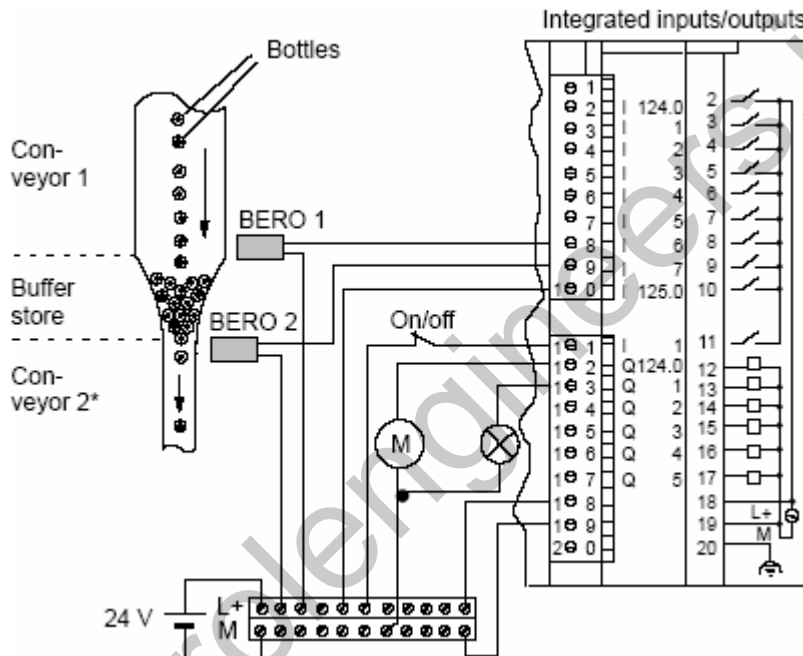 Integrated inputs/outputs
Bottles
Con-
veyor 1
BERO 1
Buffer
store
BERO 2
Con-
veyor 2*
On/off
M
24 V
L+
M
1
2 I 124.0 2
3 I 1 3
4 I 2 4
5 I 3 5
6 I 4 6
7 I 5 7
8 I 6 8
9 I 7 9
1 0 I 125.0 10
1 1 I 1 11
1 2 Q 124.0 12
1 3 Q 1 13
1 4 Q 2 14
1 5 Q 3 15
1 6 Q 4 16
1 7 Q 5 17
1 8 18
L+
1 9 19
M
2 0 20
rolengineers